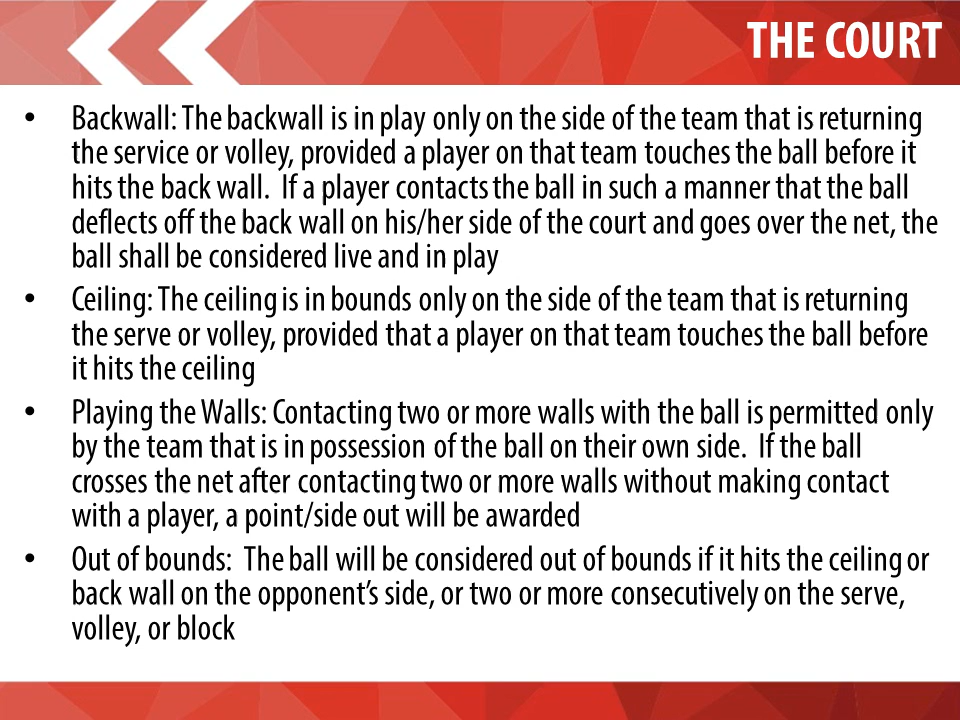 THE COURT
• Backwall: The backwall is in play only on the side of the team that is returning
the service or volley, provided a player on that team touches the ball before it
hits the back wall.  If a player contacts the ball in such a manner that the ball
deflects off the back wall on his/her side of the court and goes over the net, the
ball shall be considered live and in play
• Ceiling: The ceiling is in bounds only on the side of the team that is returning
the serve or volley, provided that a player on that team touches the ball before
it hits the ceiling
• Playing the Walls: Contacting two or more walls with the ball is permitted only
by the team that is in possession of the ball on their own side.  If the ball
crosses the net after contacting two or more walls without making contact
with a player, a point/side out will be awarded
• Out of bounds:  The ball will be considered out of bounds if it hits the ceiling or
back wall on the opponent’s side, or two or more consecutively on the serve,
volley, or block